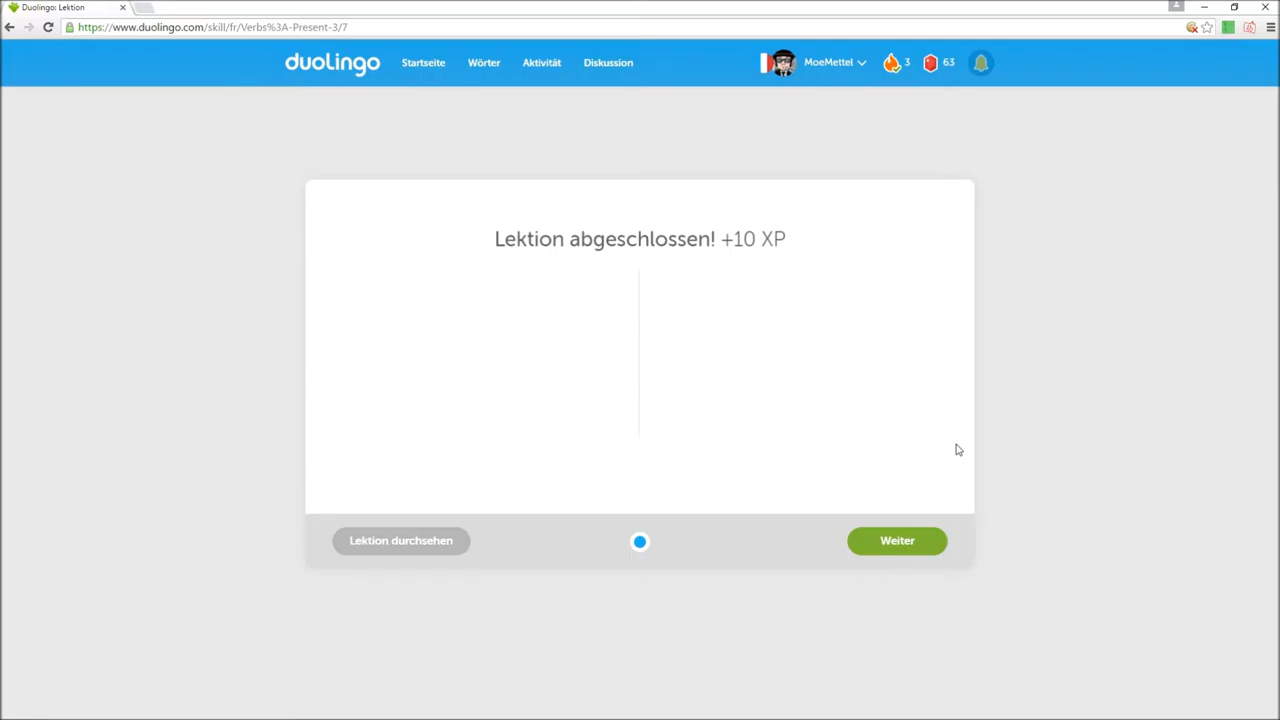 Duolingo: Lektion
https://www.duolingo.com/skill/fr/Verbs%3A-Present-3/7
duolingo Startseite Wörter Aktivität Diskussion MoeMettel 3 63
Lektion abgeschlossen! +10 XP
Lektion durchsehen Weiter